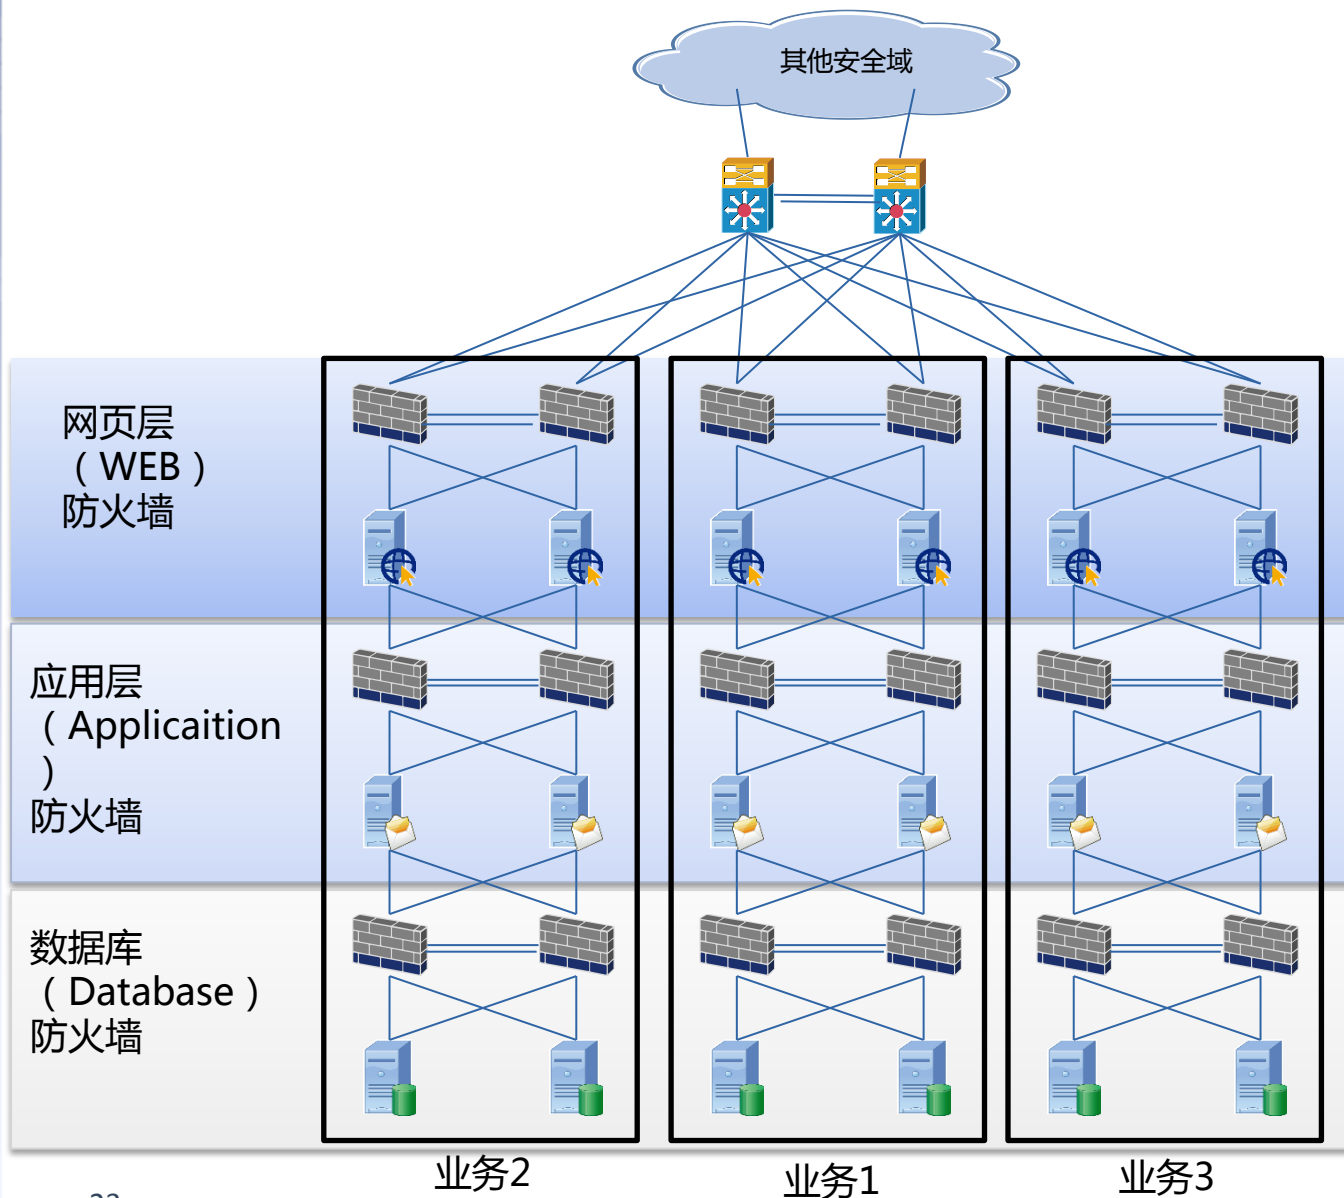 其他安全域
网页层
（WEB）
防火墙
应用层
（Applicaition
）
防火墙
数据库
（Database）
防火墙
业务2
业务1
业务3